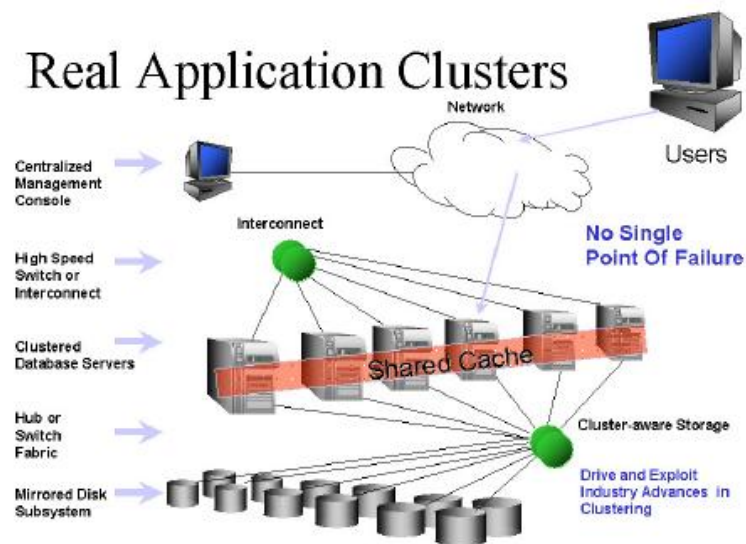 Real Application Clusters
Network
Users
Centralized
Management
Console
Interconnect
No Single
Point Of Failure
High Speed
Switch or
Interconnect
Clustered
Database Servers
Shared Cache
Hub or
Switch
Fabric
Cluster-aware Storage
Drive and Exploit
Industry Advances in
Clustering
Mirrored Disk
Subsystem